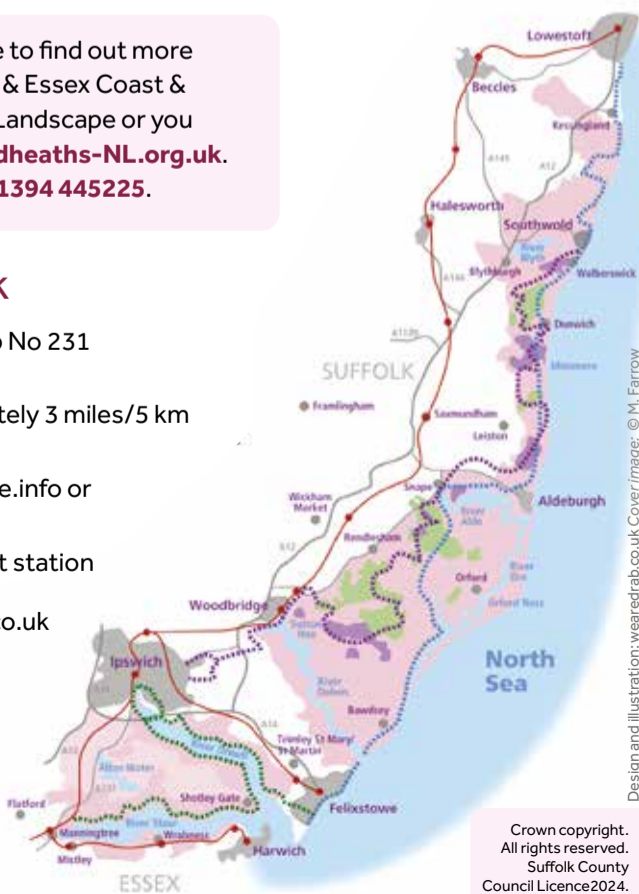 e to find out more
& Essex Coast &
Landscape or you
dheaths-NL.org.uk.
1394 445225.
K
o No 231
tely 3 miles/5 km
e.info or
t station
co.uk
Lowestoft
Beccles
Kessingland
A145
A12
Halesworth
Southwold
River
Blyth
Blythburgh
Walberswick
A144
Dunwich
A1120
Minsmere
SUFFOLK
Framlingham
Saxmundham
Leiston
Snape
Aldeburgh
Wickham
Market
River
Alde
Rendlesham
A12
Orford
River
Ore
Orford Ness
Woodbridge
Sutton
Hoo
Ipswich
North
Sea
River
Deben
Bawdsey
A14
A14
Trimley St Mary/
St Martin
A12
River Orwell
Alton Water
A137
Shotley Gate
Flatford
Felixstowe
River Stour
Manningtree
Wrabness
Mistley
Harwich
ESSEX
Design and illustration: wearedrab.co.uk Cover image: © M. Farrow
Crown copyright.
All rights reserved.
Suffolk County
Council Licence2024.